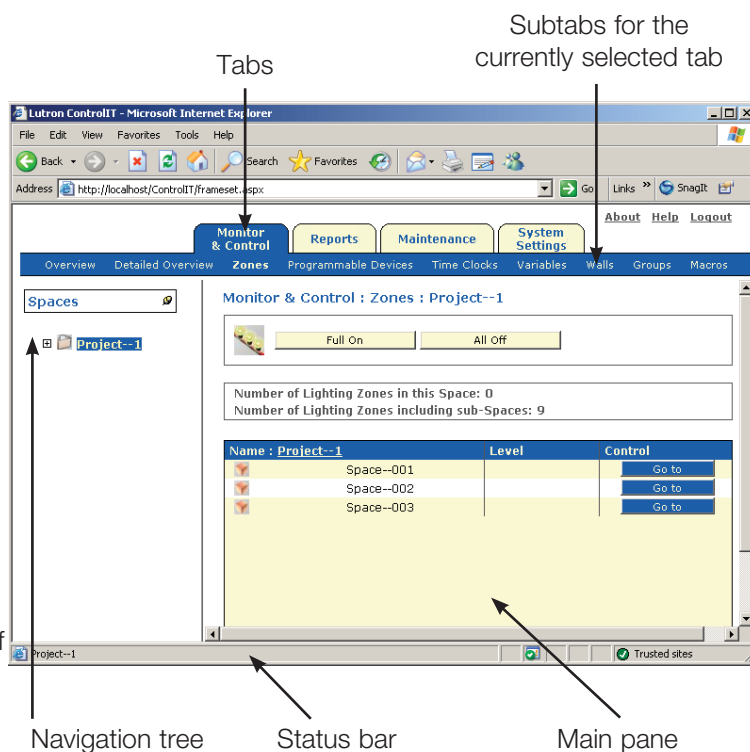 Subtabs for the
currently selected tab
Tabs
Lutron ControlIT - Microsoft Internet Explorer
File Edit View Favorites Tools Help
Back Search Favorites
Address http://localhost/ControlIT/frameset.aspx Go Links » SnagIt
About Help Logout
Monitor
& Control Reports Maintenance System
Settings
Overview Detailed Overview Zones Programmable Devices Time Clocks Variables Walls Groups Macros
Spaces
Monitor & Control : Zones : Project--1
Project--1
Full On All Off
Number of Lighting Zones in this Space: 0
Number of Lighting Zones including sub-Spaces: 9
Name : Project--1 Level Control
Space--001 Go to
Space--002 Go to
Space--003 Go to
f
Project--1 Trusted sites
Navigation tree Status bar Main pane